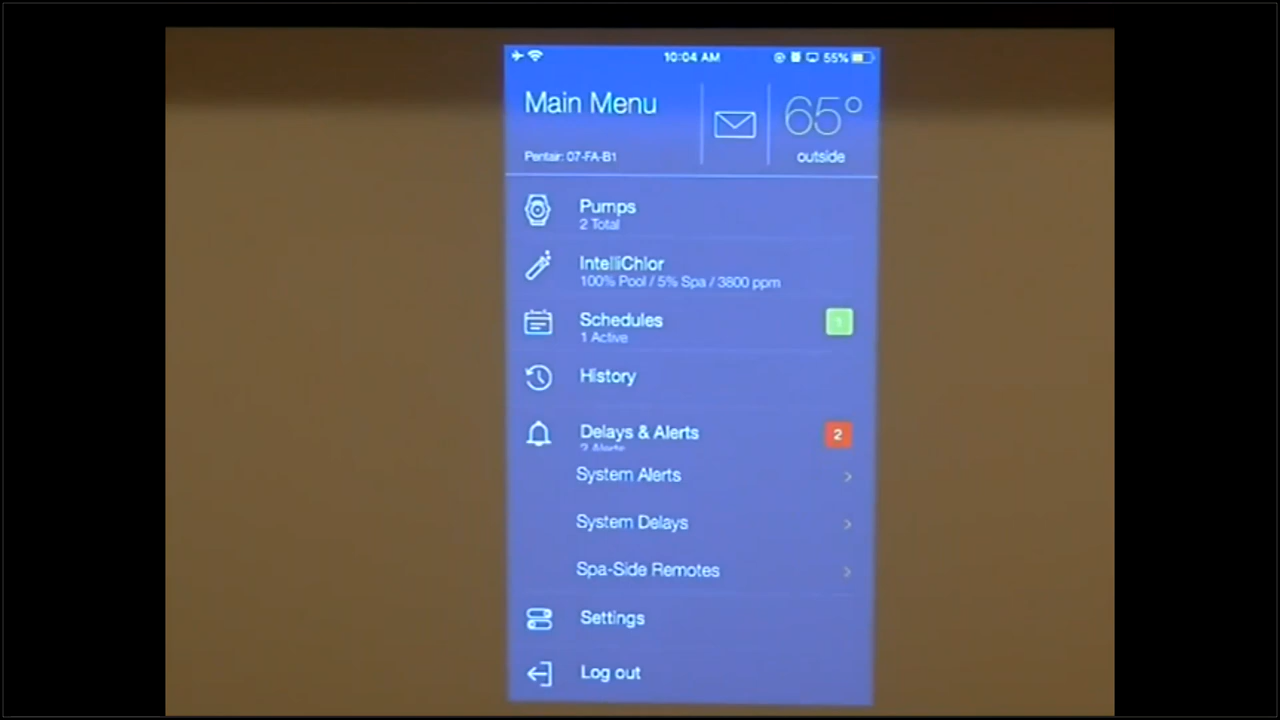 10:04 AM
55%
Main Menu
65°
Pentair: 07-FA-B1
outside
Pumps
2 Total
IntelliChlor
100% Pool / 5% Spa / 3800 ppm
Schedules
1
1 Active
History
Delays & Alerts
2
2 Alerts
System Alerts
System Delays
Spa-Side Remotes
Settings
Log out